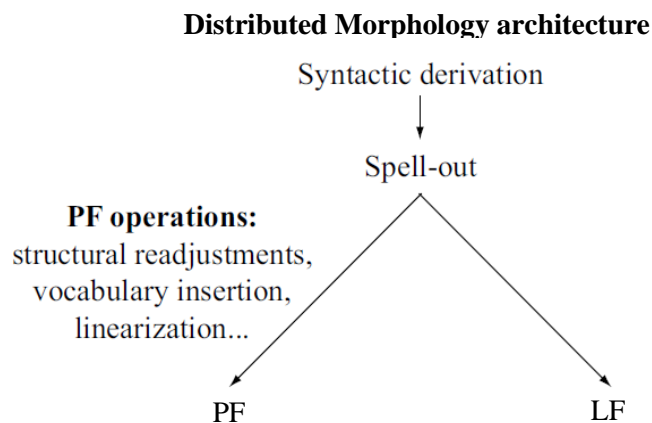 Distributed Morphology architecture
Syntactic derivation
Spell-out
PF operations:
structural readjustments,
vocabulary insertion,
linearization...
PF
LF